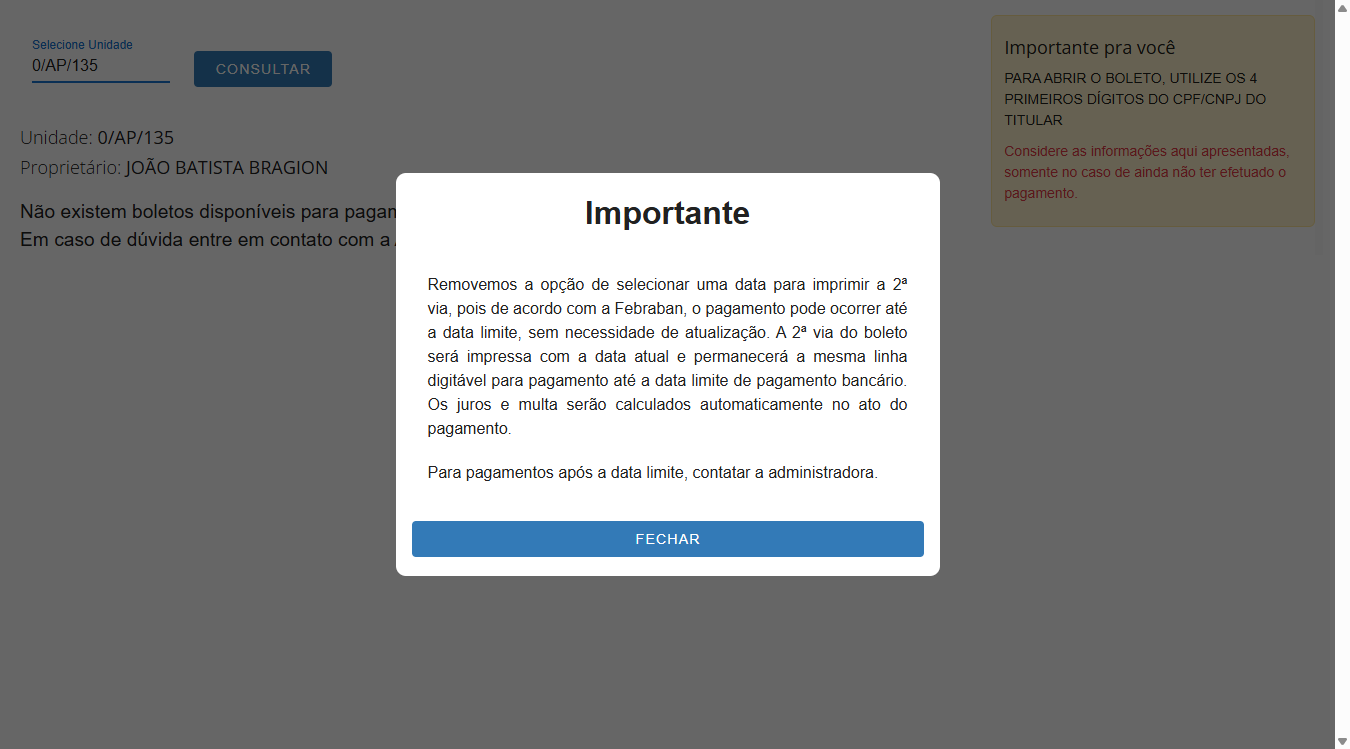 Selecione Unidade
0/AP/135
CONSULTAR
Unidade: 0/AP/135
Proprietário: JOÃO BATISTA BRAGION
Não existem boletos disponíveis para
Em caso de dúvida entre em contato com a
Importante pra você
PARA ABRIR O BOLETO, UTILIZE OS 4
PRIMEIROS DÍGITOS DO CPF/CNPJ DO
TITULAR
Considere as informações aqui apresentadas,
somente no caso de ainda não ter efetuado o
pagamento.
Importante
Removemos a opção de selecionar uma data para imprimir a 2ª
via, pois de acordo com a Febraban, o pagamento pode ocorrer até
a data limite, sem necessidade de atualização. A 2ª via do boleto
será impressa com a data atual e permanecerá a mesma linha
digitável para pagamento até a data limite de pagamento bancário.
Os juros e multa serão calculados automaticamente no ato do
pagamento.
Para pagamentos após a data limite, contatar a administradora.
FECHAR